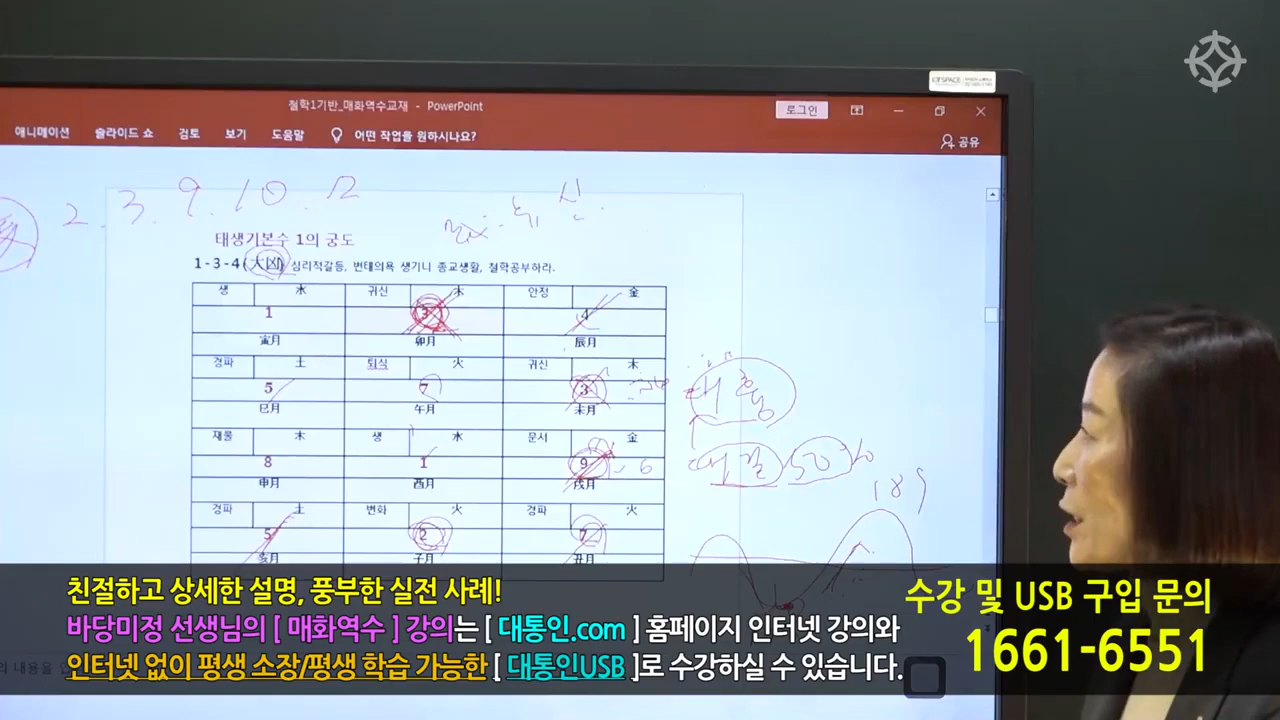 철학1기반_매화역수교재 - PowerPoint
로그인
애니메이션 슬라이드 쇼 검토 보기 도움말 어떤 작업을 원하시나요?
공유
2. 3. 9. 10.
신
태생기본수 1의 궁도
1-3-4(大凶) 심리적갈등, 변태의욕 생기니 종교생활, 철학공부하라.
생 水 귀신 木 안정 金
1 3 4
寅月 卯月 辰月
경파 土 퇴식 火 귀신 木
5 7 3
巳月 午月 未月
대흉
재물 木 생 水 문서 金
8 1 9
6
대길 50%
申月 酉月 戌月
경파 土 변화 火 경파 火
5 2 7
亥月 子月 丑月
친절하고 상세한 설명, 풍부한 실전 사례!
바당미정 선생님의 [ 매화역수 ] 강의는 [ 대통인.com ] 홈페이지 인터넷 강의와
인터넷 없이 평생 소장/평생 학습 가능한 [ 대통인USB ]로 수강하실 수 있습니다.
수강 및 USB 구입 문의
1661-6551